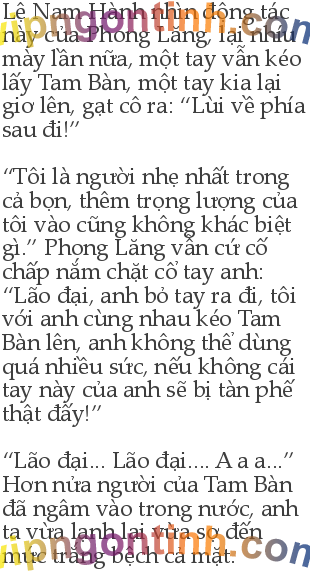 Lê Nam Hành nhìn động tác
này của Phong Lăng, lại nhíu
mày lần nữa, một tay vẫn kéo
lấy Tam Bàn, một tay kia lại
giơ lên, gạt cô ra: “Lùi về phía
sau đi!”
“Tôi là người nhẹ nhất trong
cả bọn, thêm trọng lượng của
tôi vào cũng không khác biệt
gì.” Phong Lăng vẫn cứ cố
chấp nắm chặt cổ tay anh:
“Lão đại, anh bỏ tay ra đi, tôi
với anh cùng nhau kéo Tam
Bàn lên, anh không thể dùng
quá nhiều sức, nếu không cái
tay này của anh sẽ bị tàn phế
thật đấy!”
“Lão đại... Lão đại.... A a a...”
Hơn nửa người của Tam Bàn
đã ngâm vào trong nước, anh
ta vừa lạnh lại vừa sợ đến
mức trắng bệch cả mặt.
vipngontinh.com
vipngontinh.com